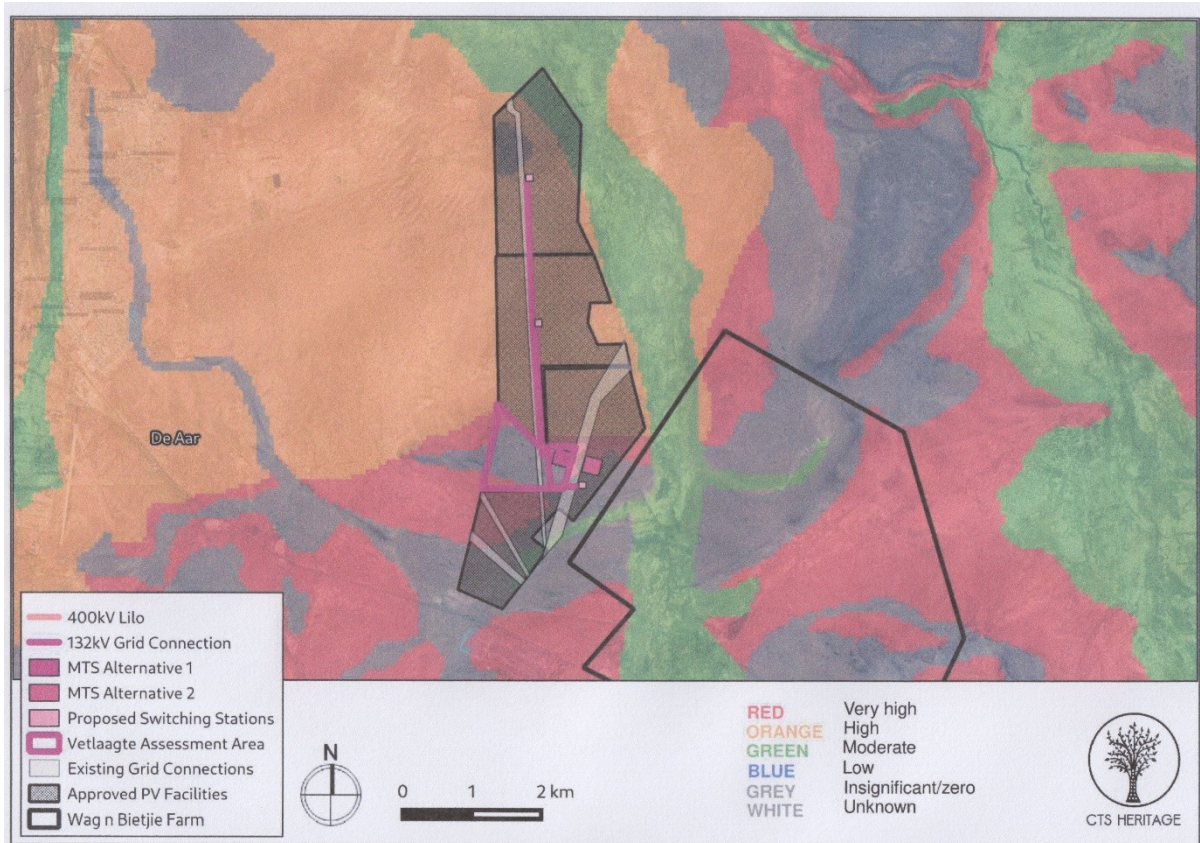 De Aar
400kV Lilo
132kV Grid Connection
MTS Alternative 1
MTS Alternative 2
Proposed Switching Stations
Vetlaagte Assessment Area
Existing Grid Connections
Approved PV Facilities
Wag n Bietjie Farm
N
0 1 2 km
RED Very high
ORANGE High
GREEN Moderate
BLUE Low
GREY Insignificant/zero
WHITE Unknown
CTS HERITAGE